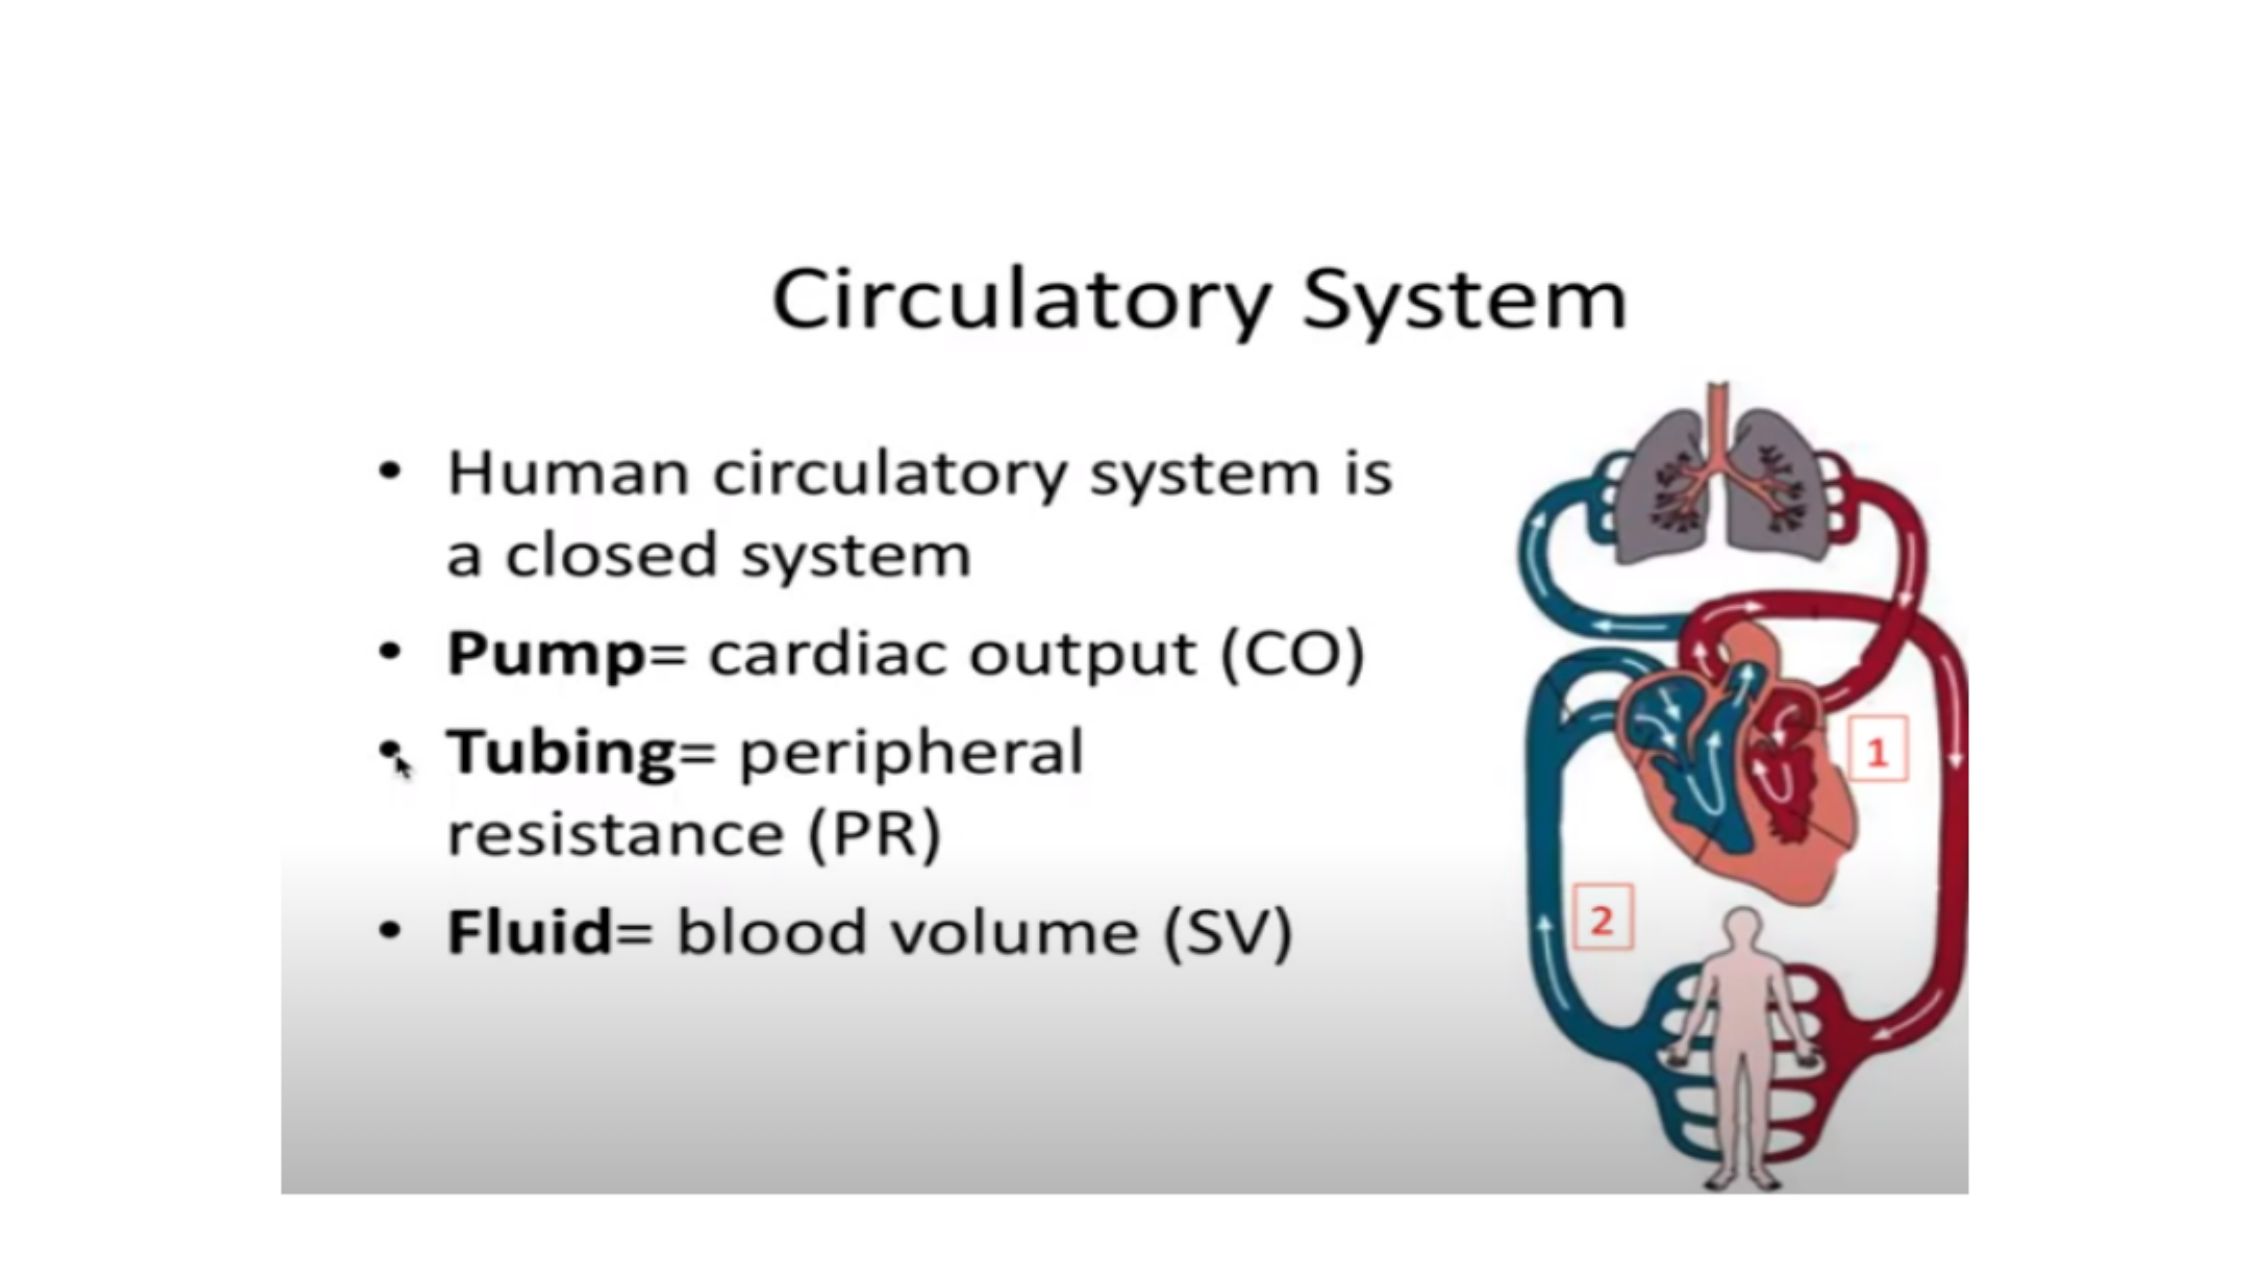 Circulatory System
• Human circulatory system is
a closed system
• Pump= cardiac output (CO)
• Tubing= peripheral
resistance (PR)
• Fluid= blood volume (SV)
1
2